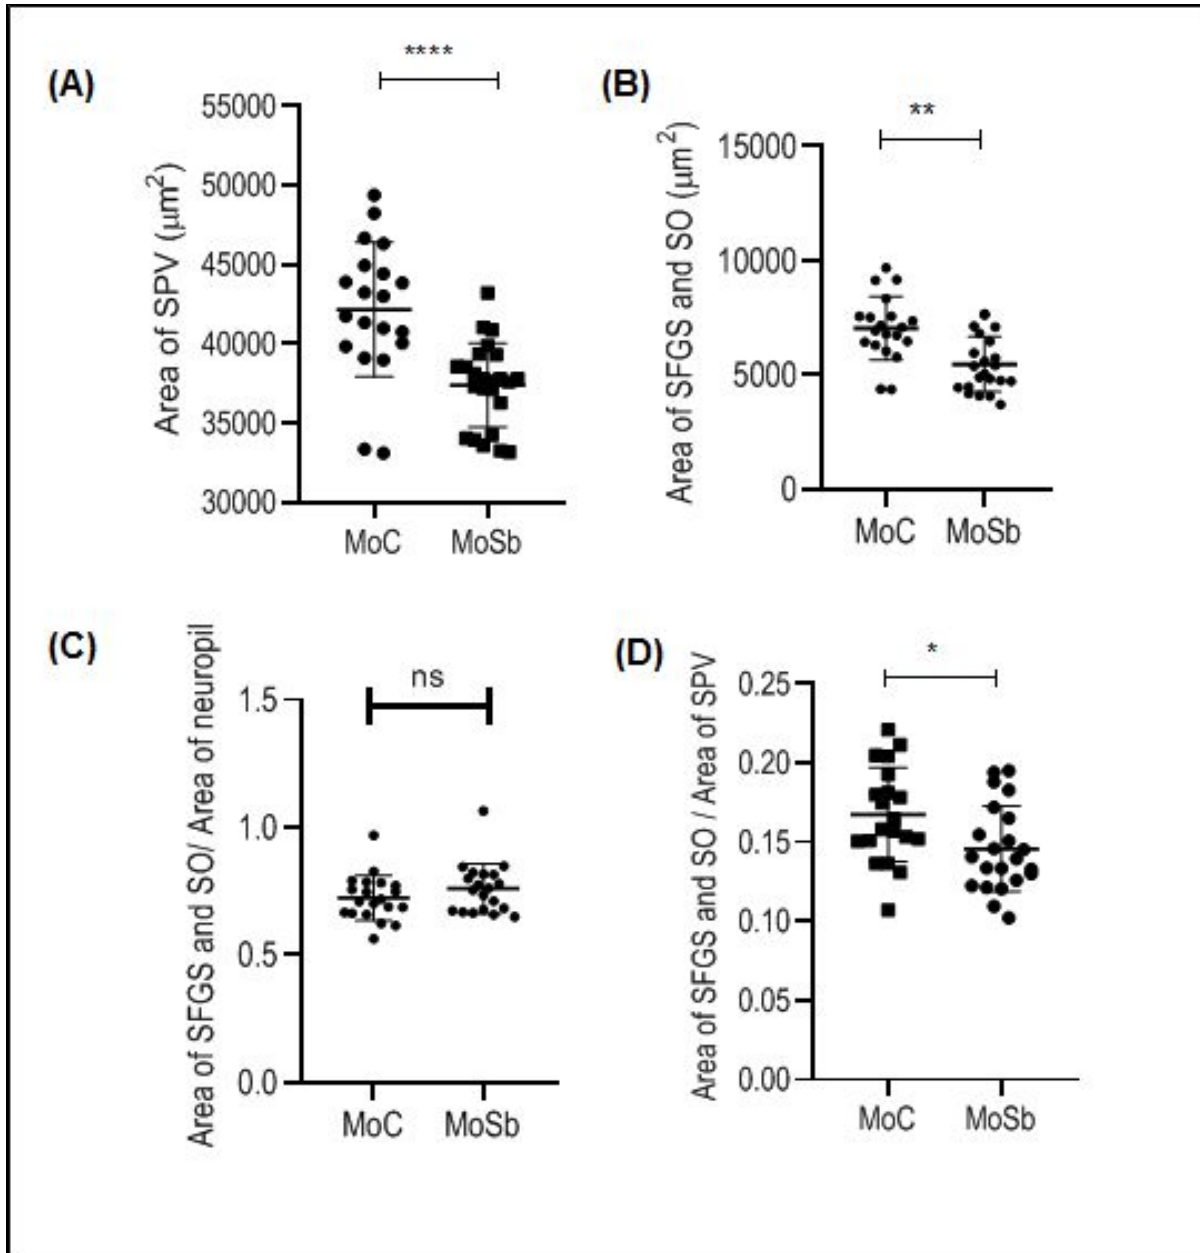 (A)
****
Area of SPV (μm²)
55000
50000
45000
40000
35000
30000
MoC MoSb
(B)
**
Area of SFGS and SO (μm²)
15000
10000
5000
0
MoC MoSb
(C)
ns
Area of SFGS and SO/ Area of neuropil
1.5
1.0
0.5
0.0
MoC MoSb
(D)
*
Area of SFGS and SO / Area of SPV
0.25
0.20
0.15
0.10
0.05
0.00
MoC MoSb